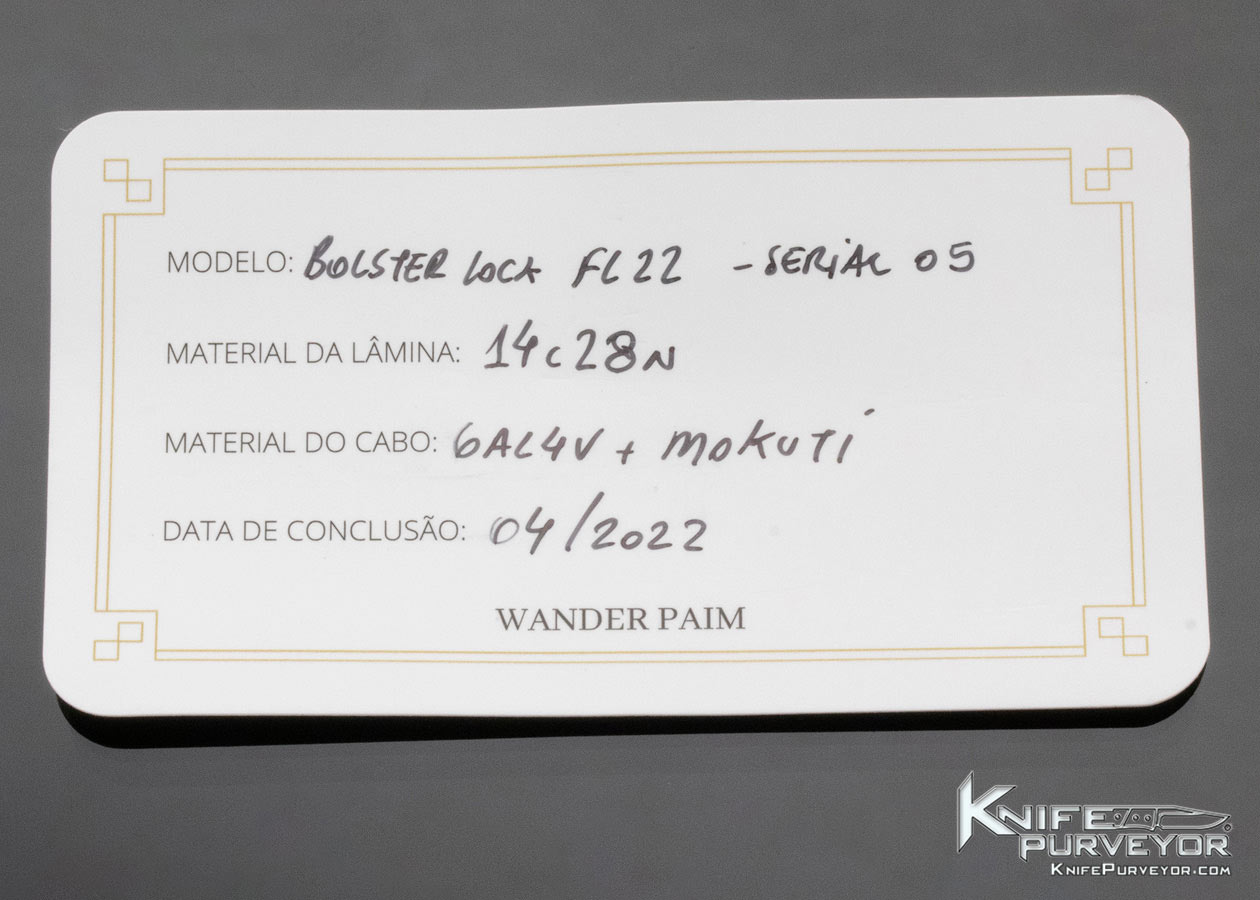 MODELO: BOLSTER LOCK FL22 - SERIAL 05
MATERIAL DA LÂMINA: 14C28N
MATERIAL DO CABO: 6AL4V + MOKUTI
DATA DE CONCLUSÃO: 04/2022
WANDER PAIM
KNIFE
PURVEYOR
KNIFEPURVEYOR.COM